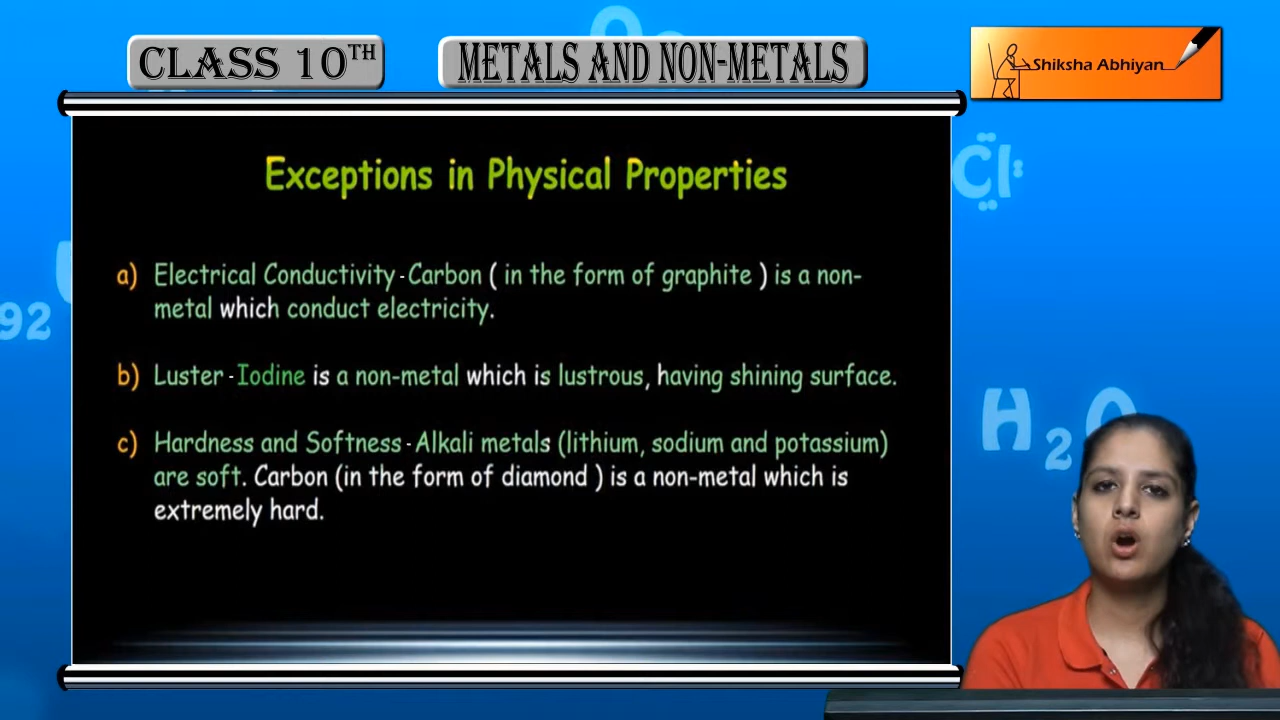 CLASS 10TH
METALS AND NON-METALS
Shiksha Abhiyan
Exceptions in Physical Properties
a) Electrical Conductivity - Carbon ( in the form of graphite ) is a non-
metal which conduct electricity.
b) Luster - Iodine is a non-metal which is lustrous, having shining surface.
c) Hardness and Softness - Alkali metals (lithium, sodium and potassium)
are soft. Carbon (in the form of diamond ) is a non-metal which is
extremely hard.
Cl
92
H2O